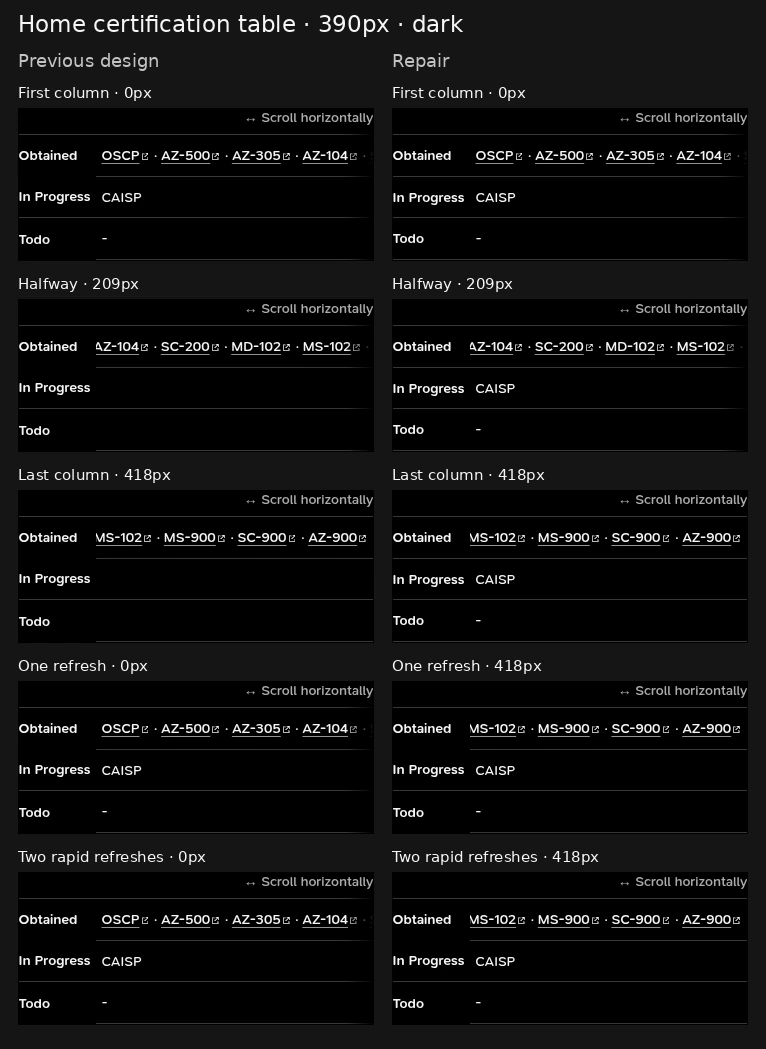 Home certification table · 390px · dark
Previous design
Repair
First column · 0px
↔ Scroll horizontally
Obtained OSCP · AZ-500 · AZ-305 · AZ-104 ·
In Progress CAISP
Todo -
First column · 0px
↔ Scroll horizontally
Obtained OSCP · AZ-500 · AZ-305 · AZ-104 ·
In Progress CAISP
Todo -
Halfway · 209px
↔ Scroll horizontally
Obtained AZ-104 · SC-200 · MD-102 · MS-102 ·
In Progress
Todo
Halfway · 209px
↔ Scroll horizontally
Obtained AZ-104 · SC-200 · MD-102 · MS-102 ·
In Progress CAISP
Todo -
Last column · 418px
↔ Scroll horizontally
Obtained MS-102 · MS-900 · SC-900 · AZ-900
In Progress
Todo
Last column · 418px
↔ Scroll horizontally
Obtained MS-102 · MS-900 · SC-900 · AZ-900
In Progress CAISP
Todo -
One refresh · 0px
↔ Scroll horizontally
Obtained OSCP · AZ-500 · AZ-305 · AZ-104 ·
In Progress CAISP
Todo -
One refresh · 418px
↔ Scroll horizontally
Obtained MS-102 · MS-900 · SC-900 · AZ-900
In Progress CAISP
Todo -
Two rapid refreshes · 0px
↔ Scroll horizontally
Obtained OSCP · AZ-500 · AZ-305 · AZ-104 ·
In Progress CAISP
Todo -
Two rapid refreshes · 418px
↔ Scroll horizontally
Obtained MS-102 · MS-900 · SC-900 · AZ-900
In Progress CAISP
Todo -